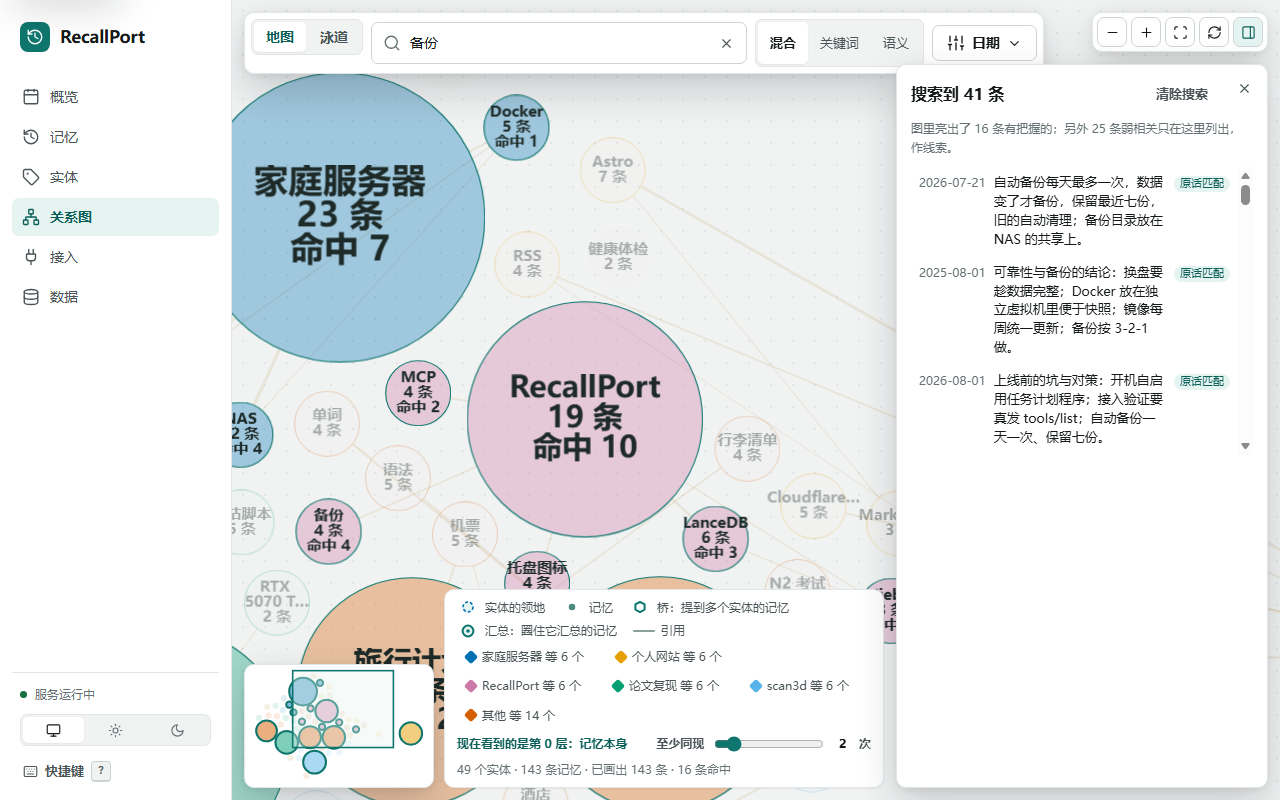 RecallPort
概览
记忆
实体
关系图
接入
数据
服务运行中
快捷键 ?
地图 泳道
备份
混合 关键词 语义
日期
家庭服务器
23 条
命中 7
Docker
5 条
命中 1
Astro
7 条
RSS
4 条
健康体检
2 条
MCP
4 条
命中 2
RecallPort
19 条
命中 10
单词
4 条
语法
5 条
备份
4 条
命中 4
机票
5 条
行李清单
4 条
Cloudflare...
5 条
LanceDB
6 条
命中 3
托盘图标
4 条
N2 考试
RTX
5070 T...
2 条
酒店
实体的领地 记忆 桥：提到多个实体的记忆
汇总：圈住它汇总的记忆 引用
家庭服务器 等 6 个 个人网站 等 6 个
RecallPort 等 6 个 论文复现 等 6 个 scan3d 等 6 个
其他 等 14 个
现在看到的是第 0 层：记忆本身 至少同现 2 次
49 个实体 · 143 条记忆 · 已画出 143 条 · 16 条命中
搜索到 41 条 清除搜索
图里亮出了 16 条有把握的；另外 25 条弱相关只在这里列出，
作线索。
2026-07-21 自动备份每天最多一次，数据 原话匹配
变了才备份，保留最近七份，
旧的自动清理；备份目录放在
NAS 的共享上。
2025-08-01 可靠性与备份的结论：换盘要 原话匹配
趁数据完整；Docker 放在独
立虚拟机里便于快照；镜像每
周统一更新；备份按 3-2-1
做。
2026-08-01 上线前的坑与对策：开机自启 原话匹配
用任务计划程序；接入验证要
真发 tools/list；自动备份一
天一次、保留七份。